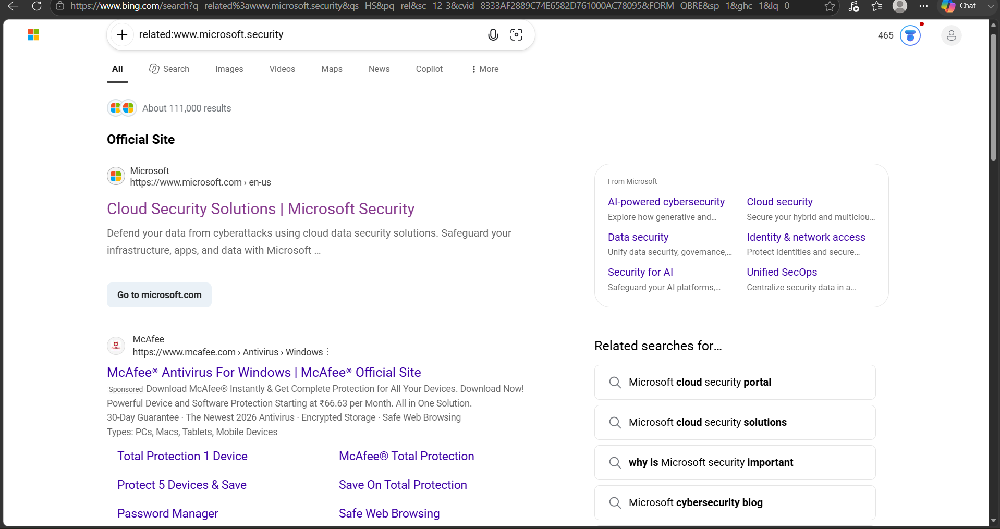 https://www.bing.com/search?q=related%3awww.microsoft.security&qs=HS&pq=rel&sc=12-3&cvid=8333AF2889C74E6582D761000AC78095&FORM=QBRE&sp=1&ghc=1&lq=0
Chat
related:www.microsoft.security
465
All
Search
Images
Videos
Maps
News
Copilot
More
About 111,000 results
Official Site
Microsoft
https://www.microsoft.com › en-us
Cloud Security Solutions | Microsoft Security
Defend your data from cyberattacks using cloud data security solutions. Safeguard your
infrastructure, apps, and data with Microsoft ...
Go to microsoft.com
McAfee
https://www.mcafee.com › Antivirus › Windows
McAfee® Antivirus For Windows | McAfee® Official Site
Sponsored Download McAfee® Instantly & Get Complete Protection for All Your Devices. Download Now!
Powerful Device and Software Protection Starting at ₹66.63 per Month. All in One Solution.
30-Day Guarantee · The Newest 2026 Antivirus · Encrypted Storage · Safe Web Browsing
Types: PCs, Macs, Tablets, Mobile Devices
Total Protection 1 Device
McAfee® Total Protection
Protect 5 Devices & Save
Save On Total Protection
Password Manager
Safe Web Browsing
From Microsoft
AI-powered cybersecurity
Explore how generative and...
Cloud security
Secure your hybrid and multiclou...
Data security
Unify data security, governance,...
Identity & network access
Protect identities and secure...
Security for AI
Safeguard your AI platforms,...
Unified SecOps
Centralize security data in a...
Related searches for...
Microsoft cloud security portal
Microsoft cloud security solutions
why is Microsoft security important
Microsoft cybersecurity blog